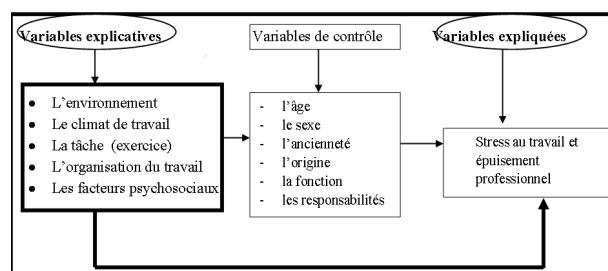 Variables explicatives
Variables de contrôle
Variables expliquées
• L'environnement
• Le climat de travail
• La tâche (exercice)
• L'organisation du travail
• Les facteurs psychosociaux
- l'âge
- le sexe
- l'ancienneté
- l'origine
- la fonction
- les responsabilités
Stress au travail et
épuisement
professionnel